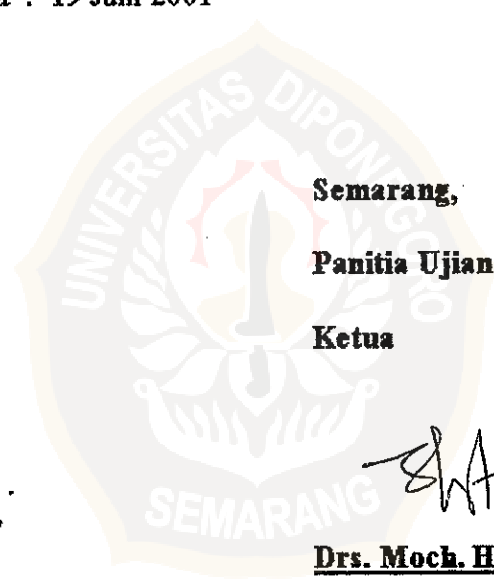 : 19 Juni 2001
UNIVERSITAS DIPONEGORO
Semarang,
Panitia Ujian
Ketua
SEMARANG
Drs. Moch. H